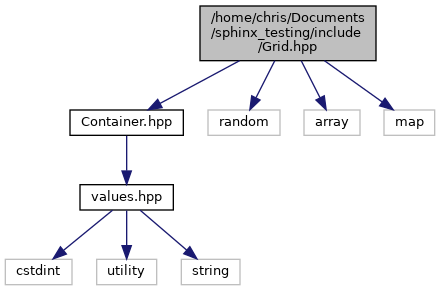 /home/chris/Documents
/sphinx_testing/include
/Grid.hpp
Container.hpp
random
array
map
values.hpp
cstdint
utility
string